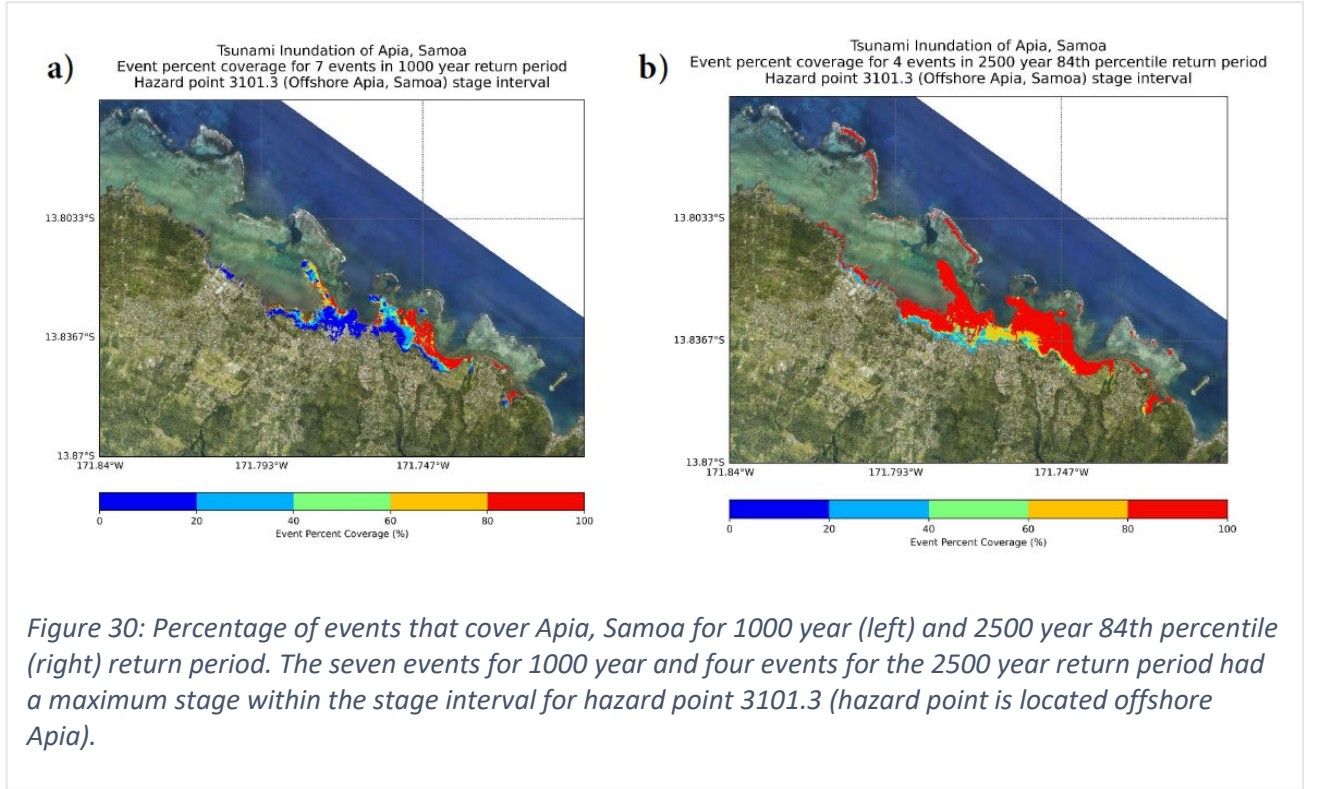 a)
Tsunami Inundation of Apia, Samoa
Event percent coverage for 7 events in 1000 year return period
Hazard point 3101.3 (Offshore Apia, Samoa) stage interval
13.8033°S
13.8367°S
13.87°S
171.84°W
171.793°W
171.747°W
0
20
40
60
80
100
Event Percent Coverage (%)
b)
Tsunami Inundation of Apia, Samoa
Event percent coverage for 4 events in 2500 year 84th percentile return period
Hazard point 3101.3 (Offshore Apia, Samoa) stage interval
13.8033°S
13.8367°S
13.87°S
171.84°W
171.793°W
171.747°W
0
20
40
60
80
100
Event Percent Coverage (%)
Figure 30: Percentage of events that cover Apia, Samoa for 1000 year (left) and 2500 year 84th percentile
(right) return period. The seven events for 1000 year and four events for the 2500 year return period had
a maximum stage within the stage interval for hazard point 3101.3 (hazard point is located offshore
Apia).